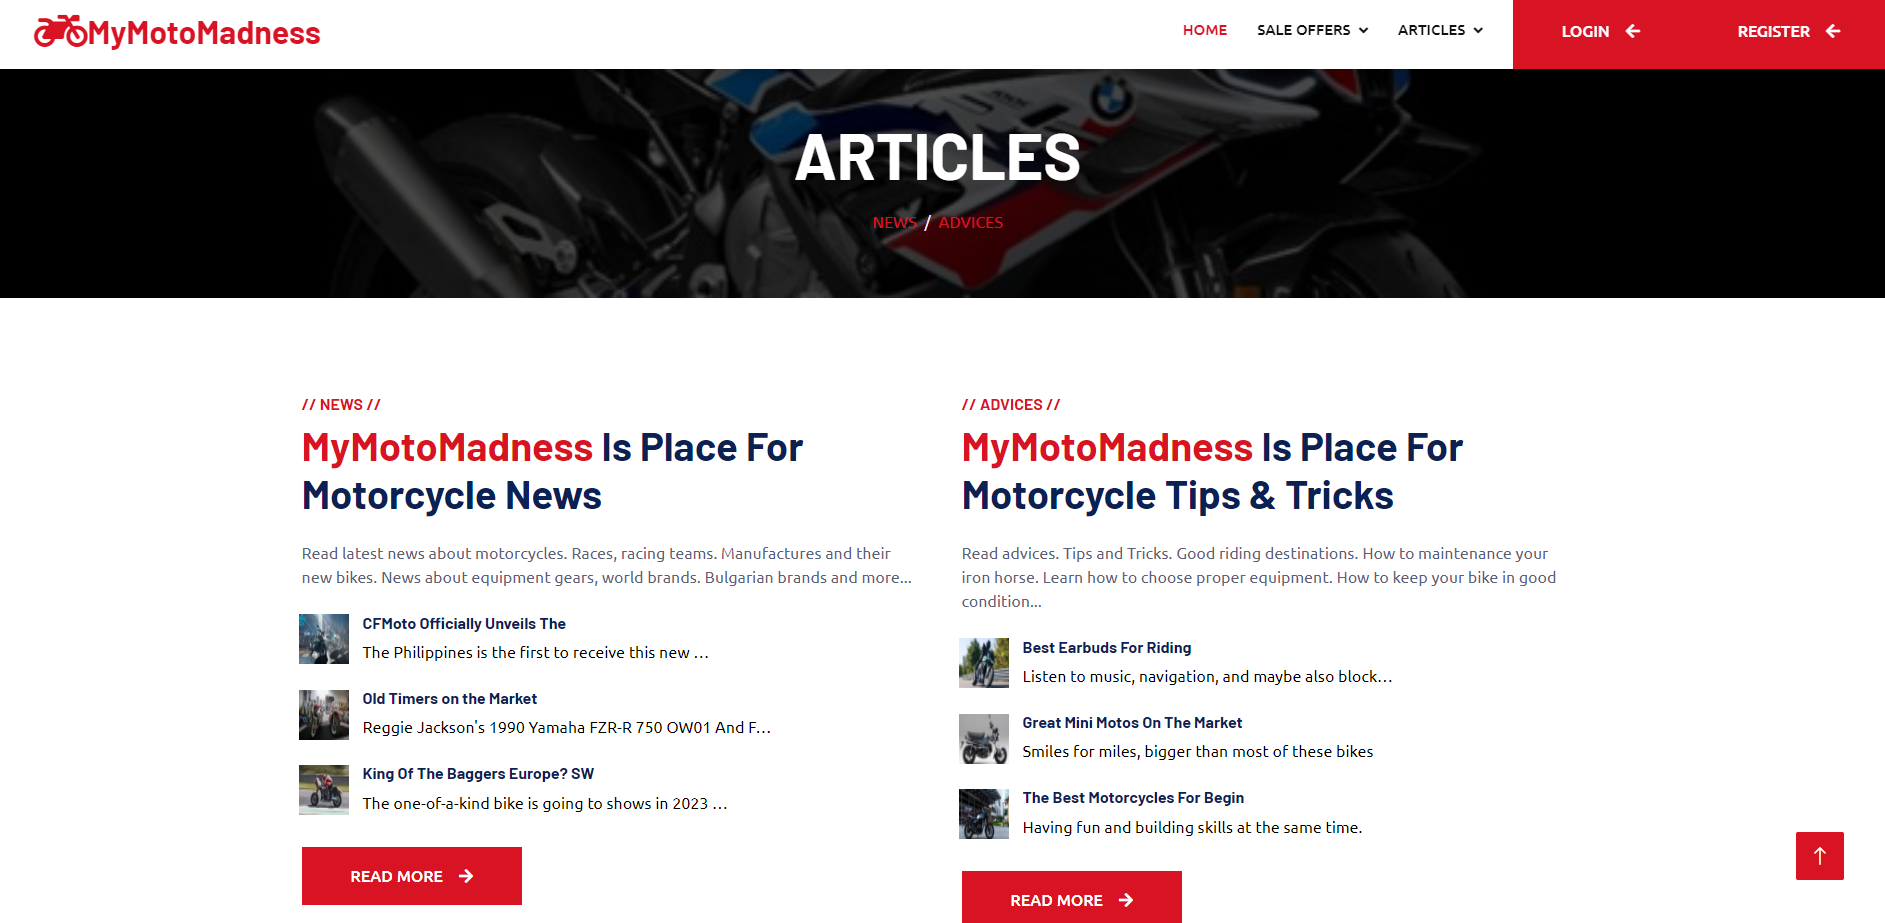 MyMotoMadness
HOME
SALE OFFERS
ARTICLES
LOGIN
REGISTER
ARTICLES
NEWS / ADVICES
// NEWS //
MyMotoMadness Is Place For
Motorcycle News
Read latest news about motorcycles. Races, racing teams. Manufactures and their
new bikes. News about equipment gears, world brands. Bulgarian brands and more...
CFMoto Officially Unveils The
The Philippines is the first to receive this new …
Old Timers on the Market
Reggie Jackson's 1990 Yamaha FZR-R 750 OW01 And F…
King Of The Baggers Europe? SW
The one-of-a-kind bike is going to shows in 2023 …
READ MORE
// ADVICES //
MyMotoMadness Is Place For
Motorcycle Tips & Tricks
Read advices. Tips and Tricks. Good riding destinations. How to maintenance your
iron horse. Learn how to choose proper equipment. How to keep your bike in good
condition...
Best Earbuds For Riding
Listen to music, navigation, and maybe also block…
Great Mini Motos On The Market
Smiles for miles, bigger than most of these bikes
The Best Motorcycles For Begin
Having fun and building skills at the same time.
READ MORE